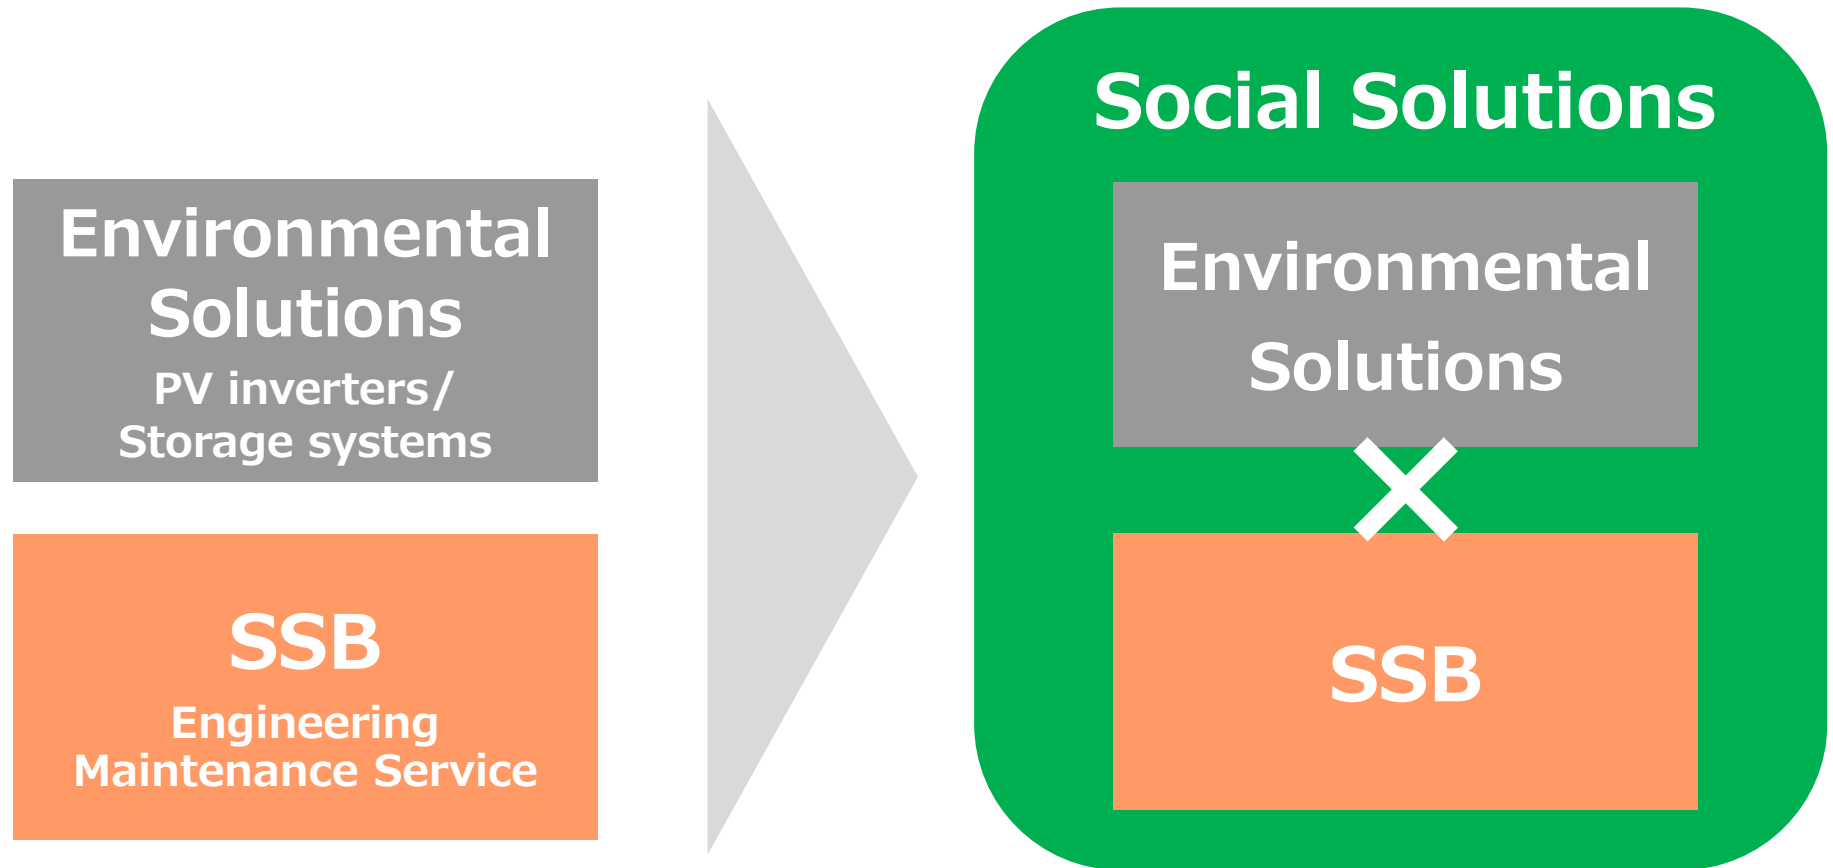 Environmental
Solutions
PV inverters/
Storage systems
SSB
Engineering
Maintenance Service
Social Solutions
Environmental
Solutions
×
SSB